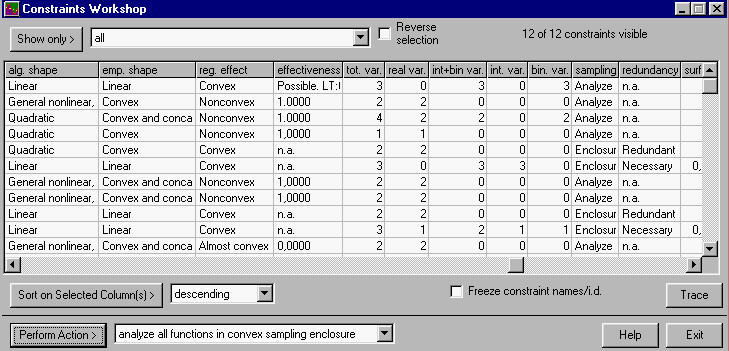 Constraints Workshop
Show only > all Reverse selection 12 of 12 constraints visible
alg. shape emp. shape reg. effect effectiveness tot. var. real var. int+bin var. int. var. bin. var. sampling redundancy surf
Linear Linear Convex Possible. LT: 3 0 3 0 3 Analyze n.a.
General nonlinear, Convex Nonconvex 1.0000 2 2 0 0 0 Analyze n.a.
Quadratic Convex and conca Nonconvex 1.0000 4 2 2 0 2 Analyze n.a.
Quadratic Convex Nonconvex 1,0000 1 1 0 0 0 Analyze n.a.
Quadratic Convex Convex n.a. 2 2 0 0 0 Enclosur Redundant
Linear Linear Convex n.a. 3 0 3 3 0 Enclosur Necessary 0,
General nonlinear, Convex and conca Nonconvex 1,0000 2 2 0 0 0 Analyze n.a.
General nonlinear, Convex and conca Nonconvex 1,0000 2 2 0 0 0 Analyze n.a.
Linear Linear Convex n.a. 2 2 0 0 0 Enclosur Redundant
Linear Linear Convex n.a. 3 1 2 1 1 Enclosur Necessary 0,
General nonlinear, Convex and conca Almost convex 0,0000 2 2 0 0 0 Analyze n.a.
Sort on Selected Column(s) > descending Freeze constraint names/i.d. Trace
Perform Action > analyze all functions in convex sampling enclosure Help Exit